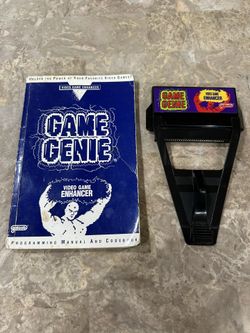 UNLOCK THE POWER OF YOUR FAVORITE VIDEO GAMES!
VIDEO GAME ENHANCER
GAME
GENIE
VIDEO GAME
ENHANCER
PROGRAMMING MANUAL AND CODEBOOK
GAME
GENIE
VIDEO GAME
ENHANCER